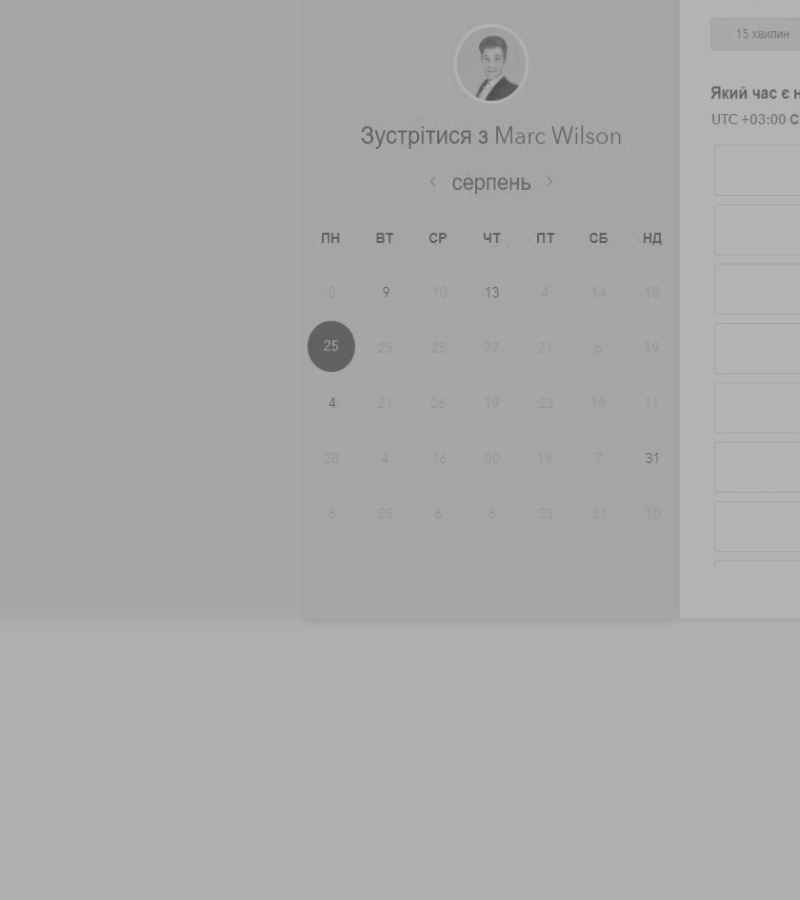 15 хвилин
Зустрітися з Marc Wilson
Який час є
UTC +03:00
‹ серпень ›
ПН ВТ СР ЧТ ПТ СБ НД
8 9 10 13 4 14 18
25 25 25 27 21 6 19
4 21 26 19 23 19 11
28 4 16 30 19 7 31
6 25 6 6 23 31 10